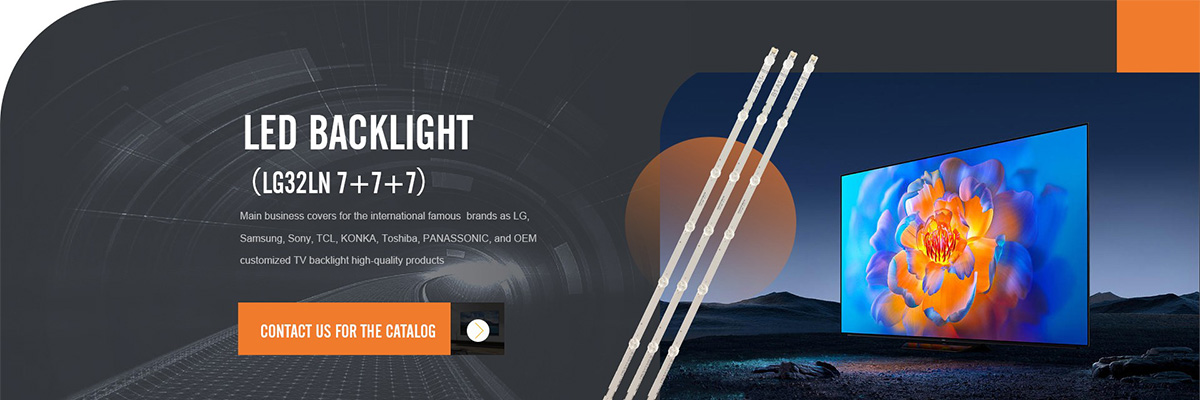 LED BACKLIGHT
（LG32LN 7+7+7）
Main business covers for the international famous  brands as LG,
Samsung, Sony, TCL, KONKA, Toshiba, PANASSONIC, and OEM
customized TV backlight high-quality products
CONTACT US FOR THE CATALOG